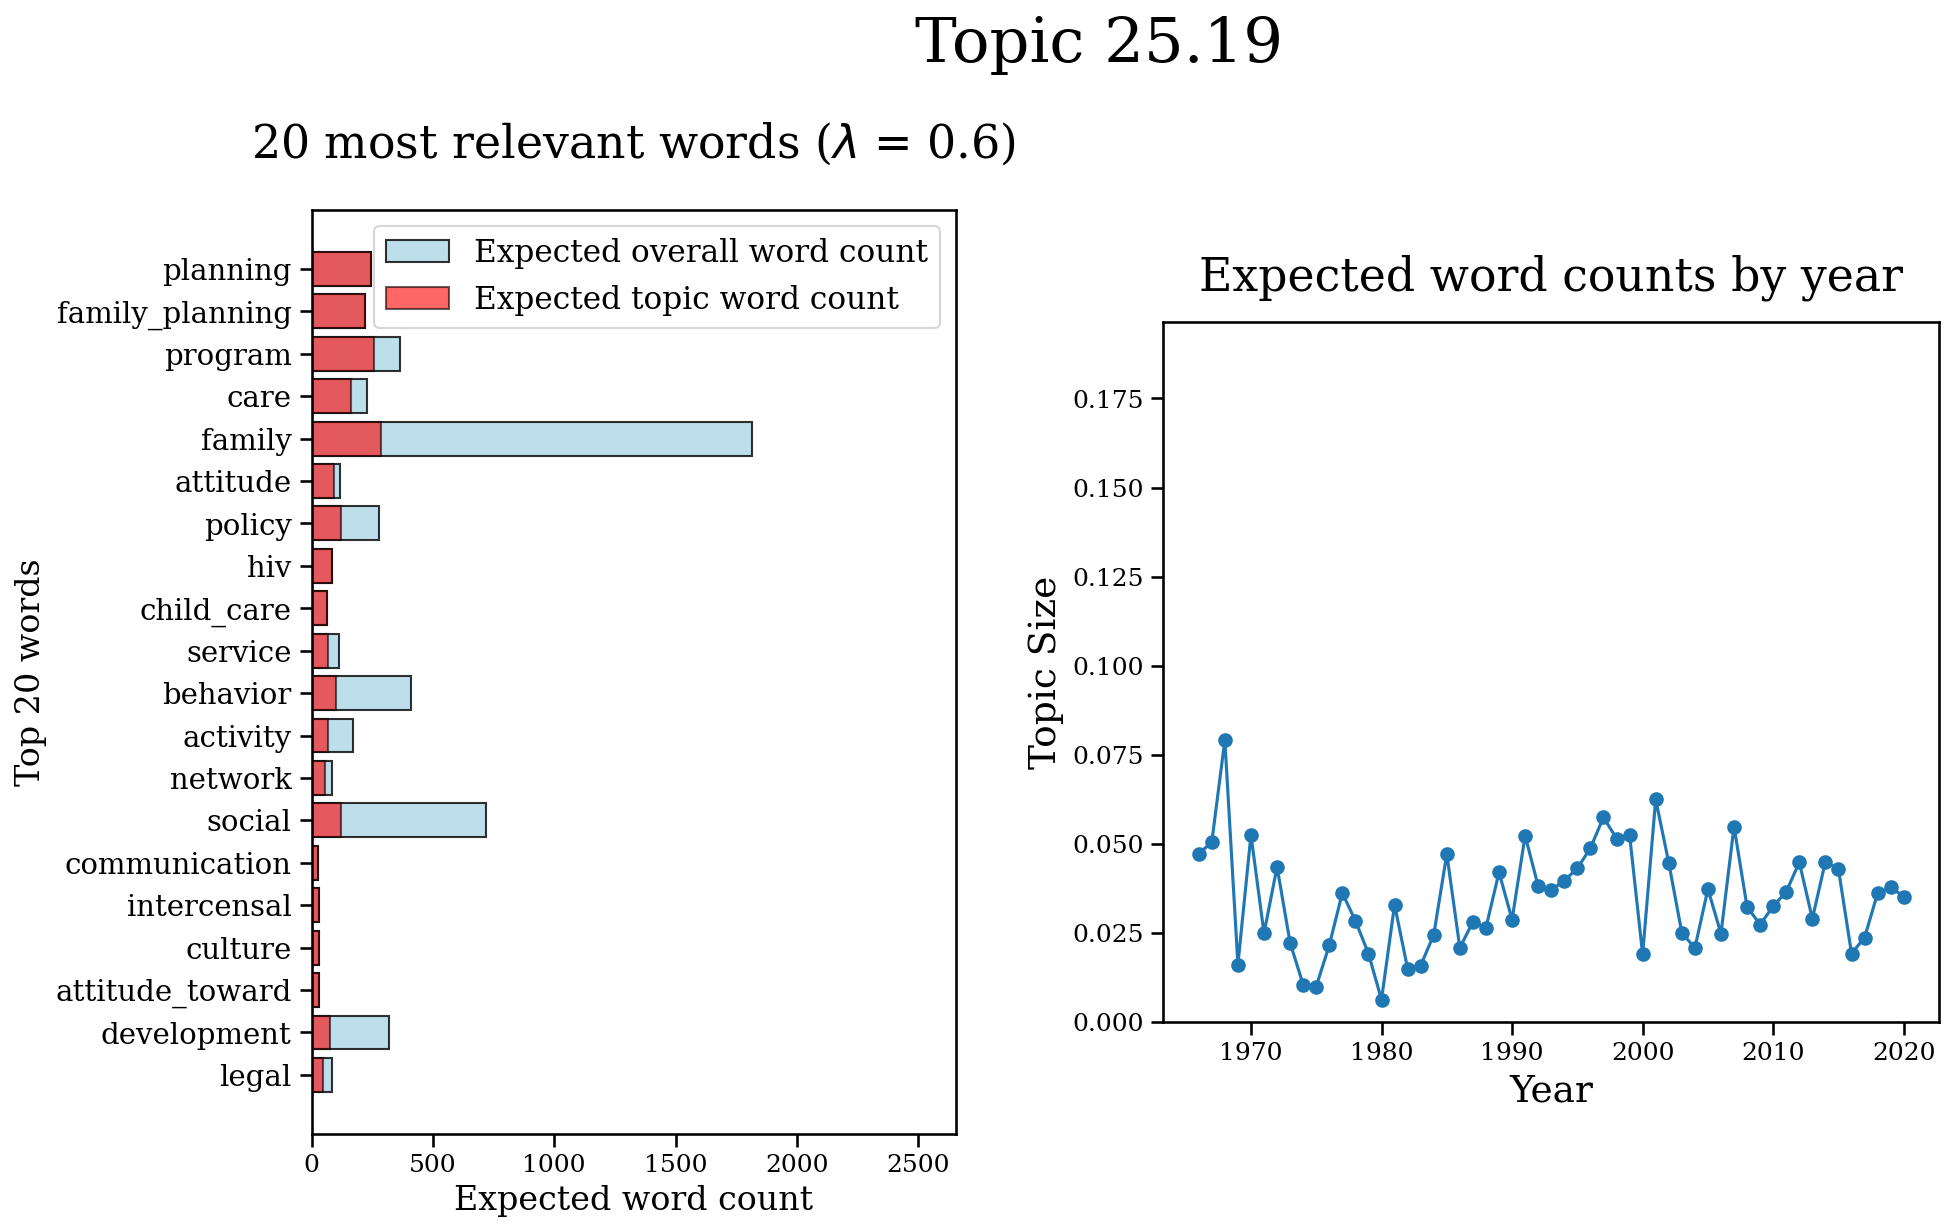 Topic 25.19
20 most relevant words (λ = 0.6)
Expected overall word count
Expected topic word count
Top 20 words
planning
family_planning
program
care
family
attitude
policy
hiv
child_care
service
behavior
activity
network
social
communication
intercensal
culture
attitude_toward
development
legal
0 500 1000 1500 2000 2500
Expected word count
Expected word counts by year
Topic Size
0.175
0.150
0.125
0.100
0.075
0.050
0.025
0.000
1970 1980 1990 2000 2010 2020
Year